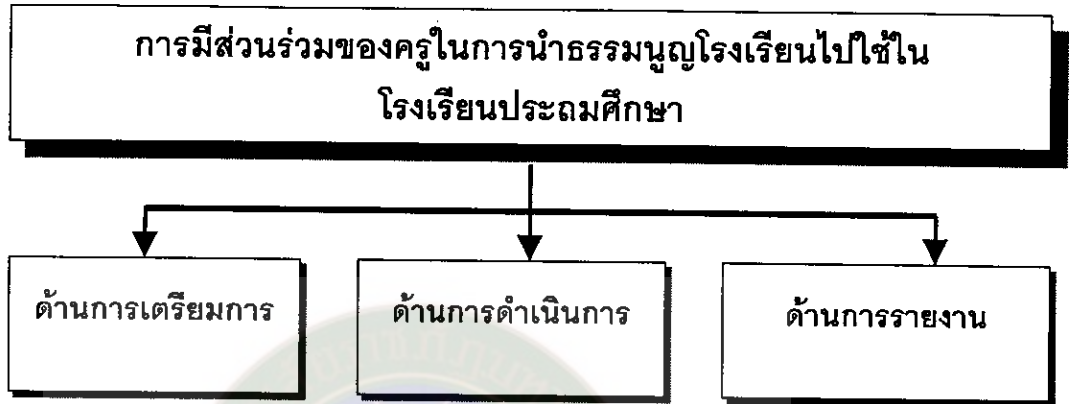 การมีส่วนร่วมของครูในการนำธรรมนูญโรงเรียนไปใช้ใน
โรงเรียนประถมศึกษา
ด้านการเตรียมการ
ด้านการดำเนินการ
ด้านการรายงาน